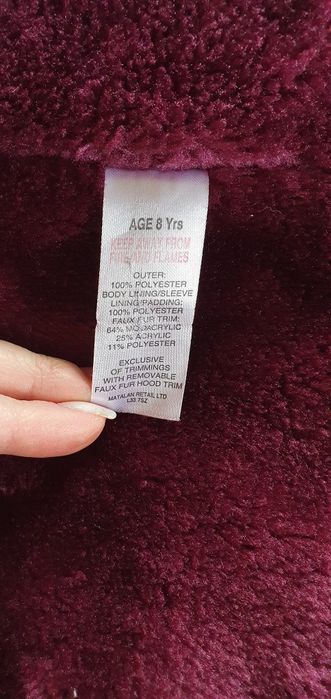 AGE 8 Yrs
KEEP AWAY FROM
FIRE AND FLAMES
OUTER:
100% POLYESTER
BODY LINING/SLEEVE
LINING/PADDING:
100% POLYESTER
FAUX FUR TRIM:
64% MODACRYLIC
25% ACRYLIC
11% POLYESTER
EXCLUSIVE
OF TRIMMINGS
WITH REMOVABLE
FAUX FUR HOOD TRIM
MATALAN RETAIL LTD
L33 7SZ